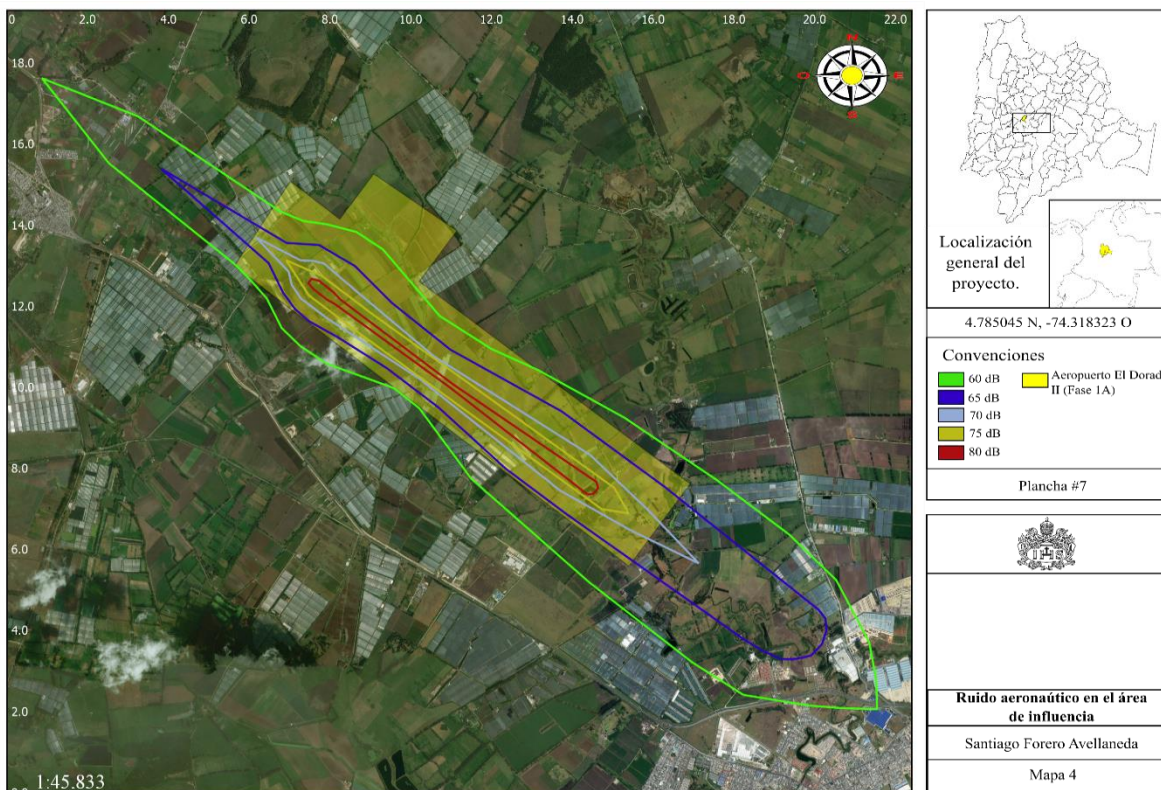 2.0 4.0 6.0 8.0 10.0 12.0 14.0 16.0 18.0 20.0 22.0
18.0
16.0
14.0
12.0
10.0
8.0
6.0
4.0
2.0
1:45.833
N
O
E
Localización
general del
proyecto.
4.785045 N, -74.318323 O
Convenciones
60 dB
65 dB
70 dB
75 dB
80 dB
Aeropuerto El Dorad
II (Fase 1A)
Plancha #7
IHS
Ruido aeronaútico en el área
de influencia
Santiago Forero Avellaneda
Mapa 4